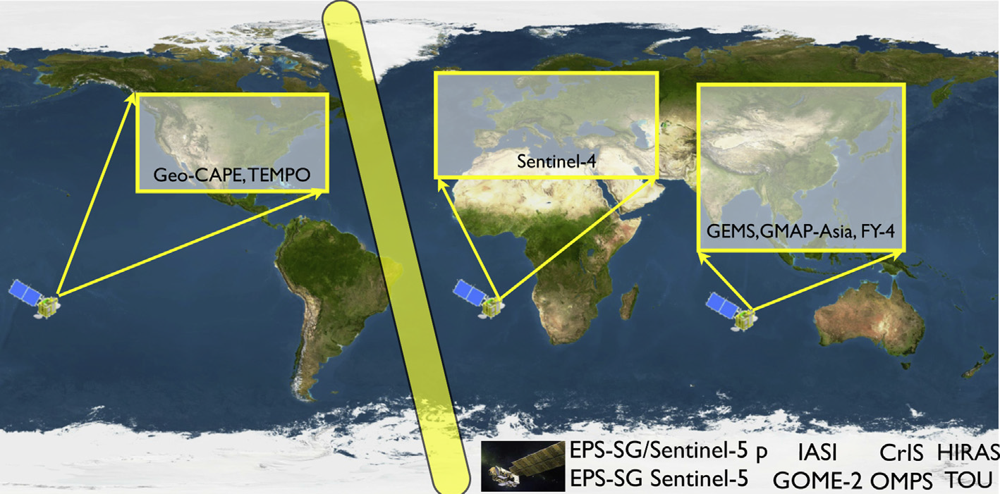 Geo-CAPE, TEMPO
Sentinel-4
GEMS,GMAP-Asia, FY-4
EPS-SG/Sentinel-5 p IASI CrIS HIRAS
EPS-SG Sentinel-5 GOME-2 OMPS TOU